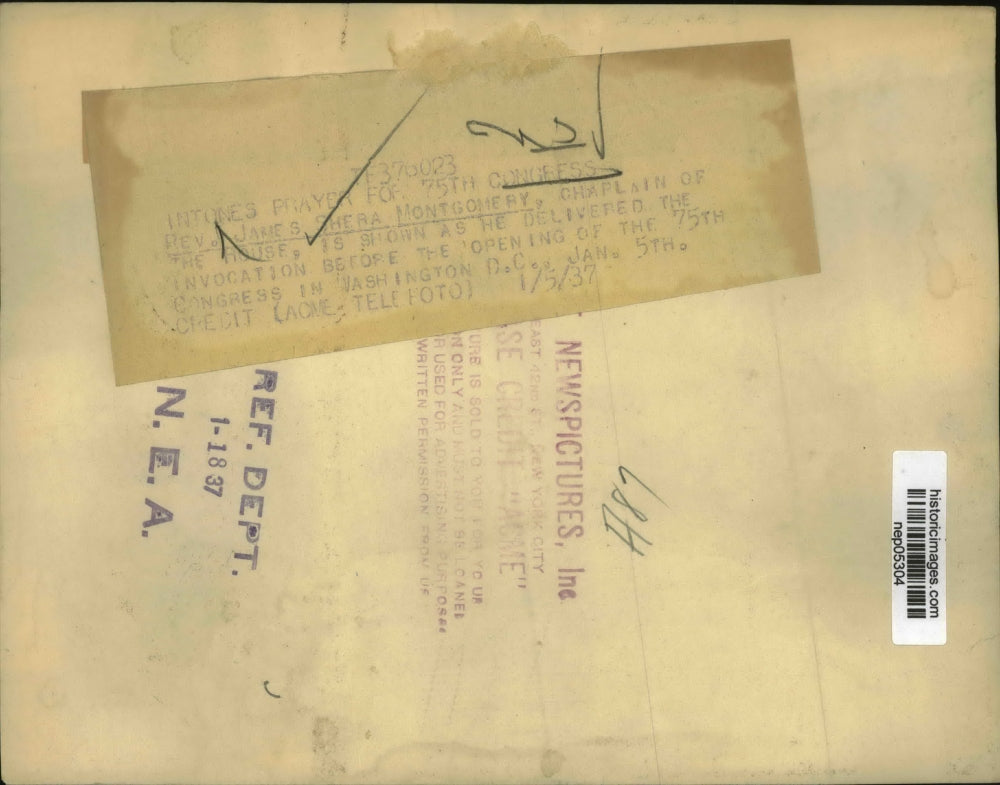 F376023
INTONES PRAYER FOR 75TH CONGRESS
REV. JAMES SHERA MONTGOMERY, CHAPLAIN OF
THE HOUSE, IS SHOWN AS HE DELIVERED THE
INVOCATION BEFORE THE OPENING OF THE 75TH
CONGRESS IN WASHINGTON D.C., JAN. 5TH.
CREDIT (ACME TELEFOTO) 1/5/37
NEWSPICTURES, Inc
EAST 42ND ST. NEW YORK CITY
SE CREDIT "ACME"
URE IS SOLD TO YOU FOR YOUR
N ONLY AND MUST NOT BE LOANED
R USED FOR ADVERTISING PURPOSES
WRITTEN PERMISSION FROM US
REF. DEPT.
1-18 37
N. E. A.
historicimages.com
nep05304